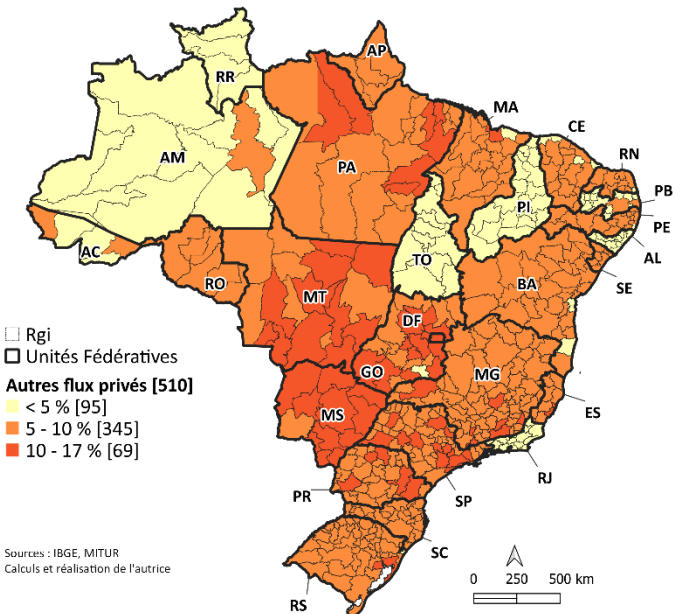 AP
RR
MA
CE
AM
PA
RN
PB
PI
PE
AC
TO
AL
RO
BA
SE
MT
DF
Rgi
Unités Fédératives
GO
MG
Autres flux privés [510]
< 5 % [95]
MS
ES
5 - 10 % [345]
10 - 17 % [69]
RJ
PR
SP
SC
Sources : IBGE, MITUR
Calculs et réalisation de l'autrice
RS
0 250 500 km